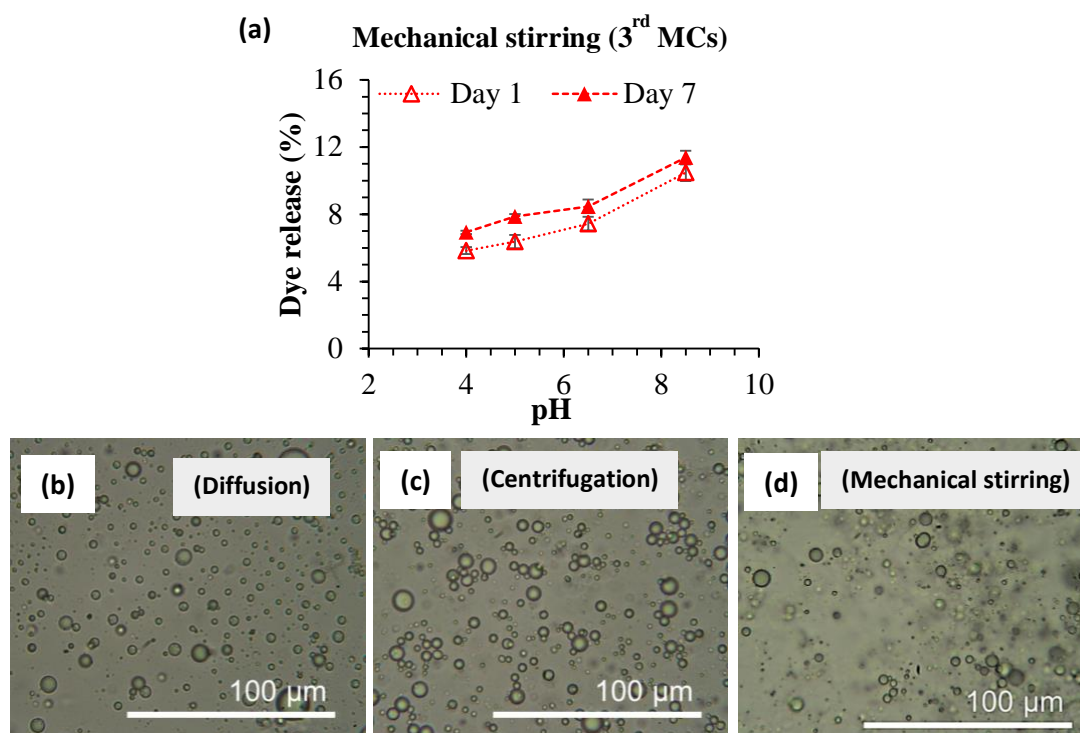 (a)
Mechanical stirring (3rd MCs)
16
Day 1
Day 7
12
8
4
0
Dye release (%)
2
4
6
8
10
pH
(b)
(Diffusion)
100 µm
(c)
(Centrifugation)
100 µm
(d)
(Mechanical stirring)
100 µm